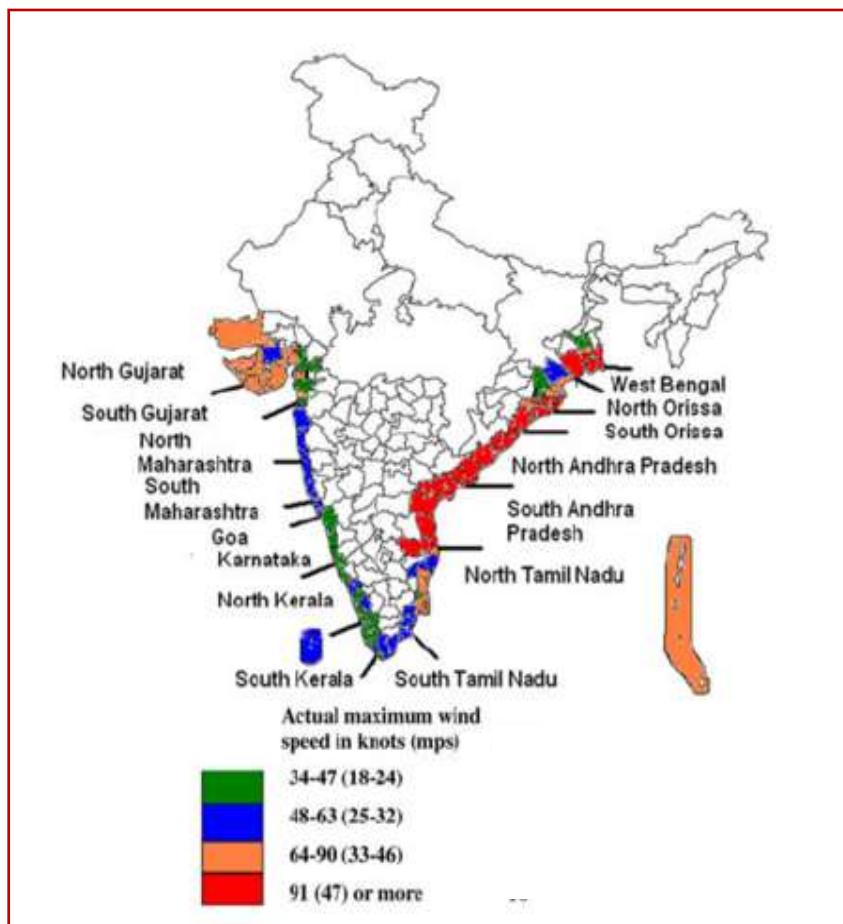 North Gujarat
South Gujarat
North
Maharashtra
South
Maharashtra
Goa
Karnataka
North Kerala
South Kerala
South Tamil Nadu
West Bengal
North Orissa
South Orissa
North Andhra Pradesh
South Andhra
Pradesh
North Tamil Nadu
Actual maximum wind
speed in knots (mps)
34-47 (18-24)
48-63 (25-32)
64-90 (33-46)
91 (47) or more